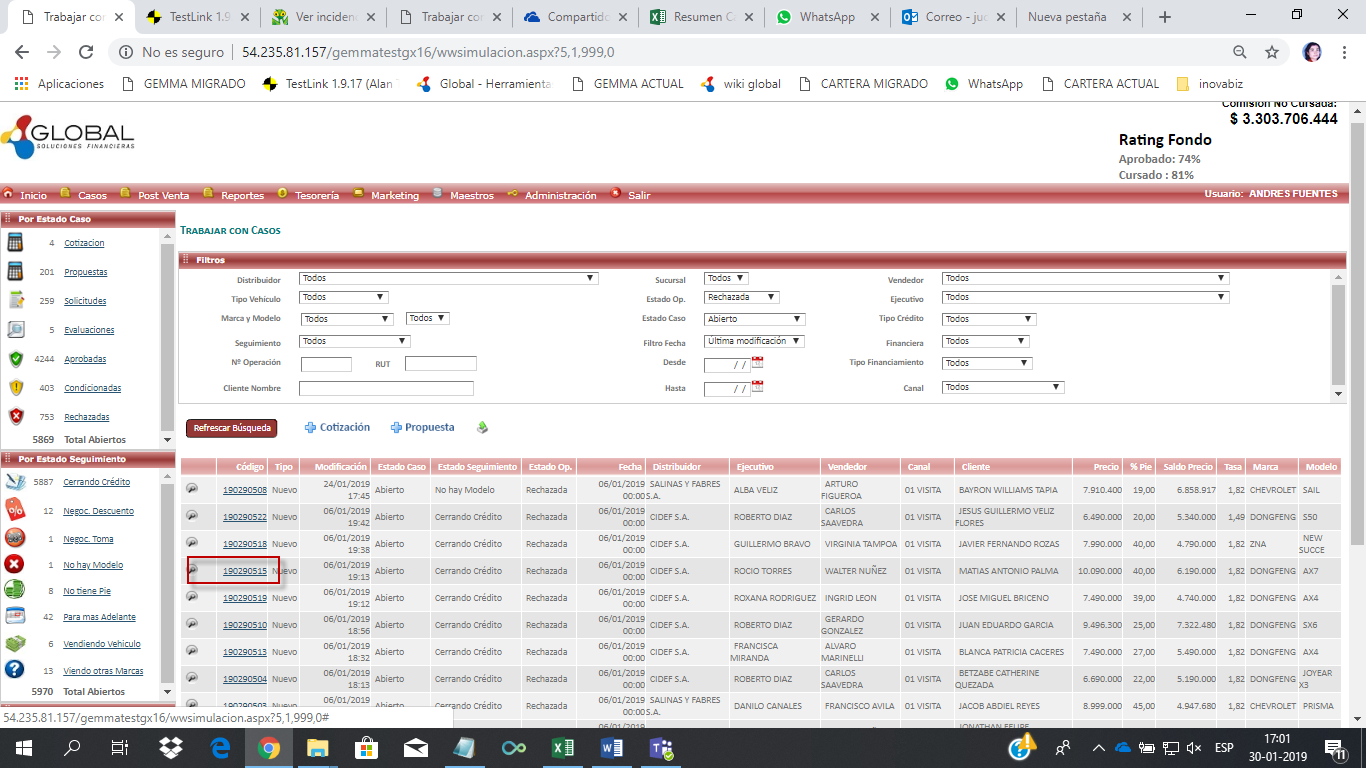 Trabajar con
TestLink 1.9
Ver inciden
Trabajar con
Compartido
Resumen C
WhatsApp
Correo - juc
Nueva pestaña
No es seguro | 54.235.81.157/gemmatestgx16/wwsimulacion.aspx?5,1,999,0
Aplicaciones
GEMMA MIGRADO
TestLink 1.9.17 (Alan
Global - Herramienta
GEMMA ACTUAL
wiki global
CARTERA MIGRADO
WhatsApp
CARTERA ACTUAL
inovabiz
GLOBAL
SOLUCIONES FINANCIERAS
Comisión No Cursada:
$ 3.303.706.444
Rating Fondo
Aprobado: 74%
Cursado : 81%
Inicio Casos Post Venta Reportes Tesorería Marketing Maestros Administración Salir
Usuario: ANDRES FUENTES
Por Estado Caso
4 Cotizacion
201 Propuestas
259 Solicitudes
5 Evaluaciones
4244 Aprobadas
403 Condicionadas
753 Rechazadas
5869 Total Abiertos
Por Estado Seguimiento
5887 Cerrando Crédito
12 Negoc. Descuento
1 Negoc. Toma
1 No hay Modelo
8 No tiene Pie
42 Para mas Adelante
6 Vendiendo Vehículo
13 Viendo otras Marcas
5970 Total Abiertos
TRABAJAR CON CASOS
Filtros
Distribuidor Todos Sucursal Todos Vendedor Todos
Tipo Vehículo Todos Estado Op. Rechazada Ejecutivo Todos
Marca y Modelo Todos Todos Estado Caso Abierto Tipo Crédito Todos
Seguimiento Todos Filtro Fecha Última modificación Financiera Todos
Nº Operación RUT Desde / / Tipo Financiamiento Todos
Cliente Nombre Hasta / / Canal Todos
Refrescar Búsqueda Cotización Propuesta
Código Tipo Modificación Estado Caso Estado Seguimiento Estado Op. Fecha Distribuidor Ejecutivo Vendedor Canal Cliente Precio % Pie Saldo Precio Tasa Marca Modelo
190290508 Nuevo 24/01/2019 17:45 Abierto No hay Modelo Rechazada 06/01/2019 00:00 SALINAS Y FABRES S.A. ALBA VELIZ ARTURO FIGUEROA 01 VISITA BAYRON WILLIAMS TAPIA 7.910.400 19,00 6.858.917 1,82 CHEVROLET SAIL
190290522 Nuevo 06/01/2019 19:42 Abierto Cerrando Crédito Rechazada 06/01/2019 00:00 CIDEF S.A. ROBERTO DIAZ CARLOS SAAVEDRA 01 VISITA JESUS GUILLERMO VELIZ FLORES 6.490.000 20,00 5.340.000 1,49 DONGFENG S50
190290518 Nuevo 06/01/2019 19:38 Abierto Cerrando Crédito Rechazada 06/01/2019 00:00 CIDEF S.A. GUILLERMO BRAVO VIRGINIA TAMPOA 01 VISITA JAVIER FERNANDO ROZAS 7.990.000 40,00 4.790.000 1,82 ZNA NEW SUCCE
190290515 Nuevo 06/01/2019 19:13 Abierto Cerrando Crédito Rechazada 06/01/2019 00:00 CIDEF S.A. ROCIO TORRES WALTER NUÑEZ 01 VISITA MATIAS ANTONIO PALMA 10.090.000 40,00 6.190.000 1,82 DONGFENG AX7
190290519 Nuevo 06/01/2019 19:12 Abierto Cerrando Crédito Rechazada 06/01/2019 00:00 CIDEF S.A. ROXANA RODRIGUEZ INGRID LEON 01 VISITA JOSE MIGUEL BRICENO 7.490.000 39,00 4.740.000 1,82 DONGFENG AX4
190290510 Nuevo 06/01/2019 18:56 Abierto Cerrando Crédito Rechazada 06/01/2019 00:00 CIDEF S.A. ROBERTO DIAZ GERARDO GONZALEZ 01 VISITA JUAN EDUARDO GARCIA 9.496.300 25,00 7.322.480 1,82 DONGFENG SX6
190290513 Nuevo 06/01/2019 18:32 Abierto Cerrando Crédito Rechazada 06/01/2019 00:00 CIDEF S.A. FRANCISCA MIRANDA ALVARO MARINELLI 01 VISITA BLANCA PATRICIA CACERES 7.490.000 27,00 5.490.000 1,82 DONGFENG AX4
190290504 Nuevo 06/01/2019 18:13 Abierto Cerrando Crédito Rechazada 06/01/2019 00:00 CIDEF S.A. ROBERTO DIAZ CARLOS SAAVEDRA 01 VISITA BETZABE CATHERINE QUEZADA 6.690.000 22,00 5.190.000 1,82 DONGFENG JOYEAR X3
190290503 Nuevo 06/01/2019 Abierto Cerrando Crédito Rechazada 06/01/2019 00:00 SALINAS Y FABRES S.A. DANILO CANALES FRANCISCO AVILA 01 VISITA JACOB ABDIEL REYES 8.999.000 45,00 4.947.680 1,82 CHEVROLET PRISMA
06/01/2019 JONATHAN FELIPE
54.235.81.157/gemmatestgx16/wwsimulacion.aspx?5,1,999,0#
ESP
17:01
30-01-2019
11